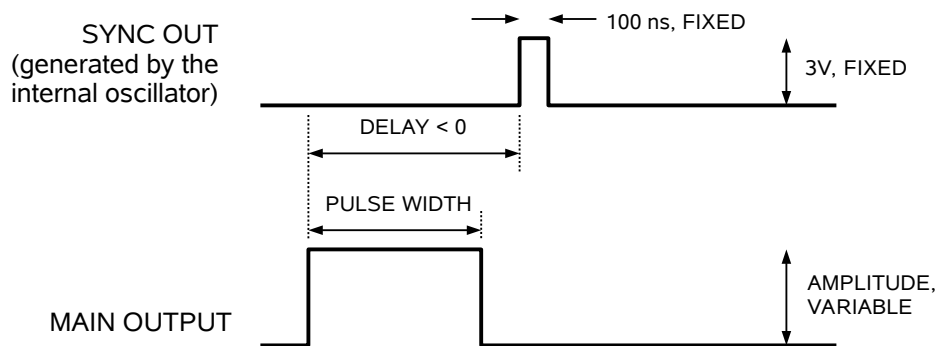 100 ns, FIXED
SYNC OUT
(generated by the
internal oscillator)
3V, FIXED
DELAY < 0
PULSE WIDTH
AMPLITUDE,
VARIABLE
MAIN OUTPUT